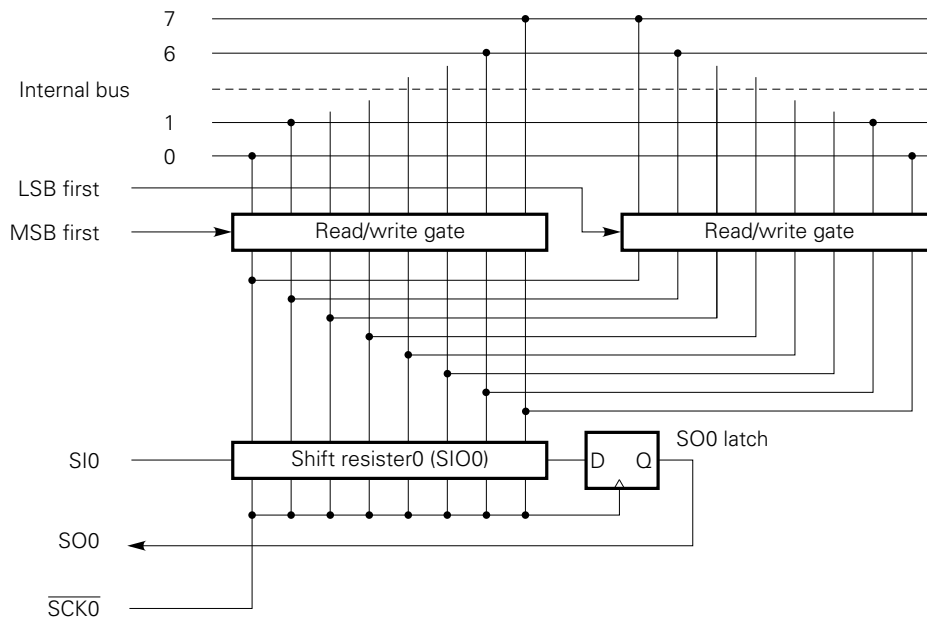 7
6
Internal bus
1
0
LSB first
MSB first
Read/write gate
Read/write gate
SI0
Shift resister0 (SIO0)
D Q
SO0 latch
SO0
S̅C̅K̅0̅